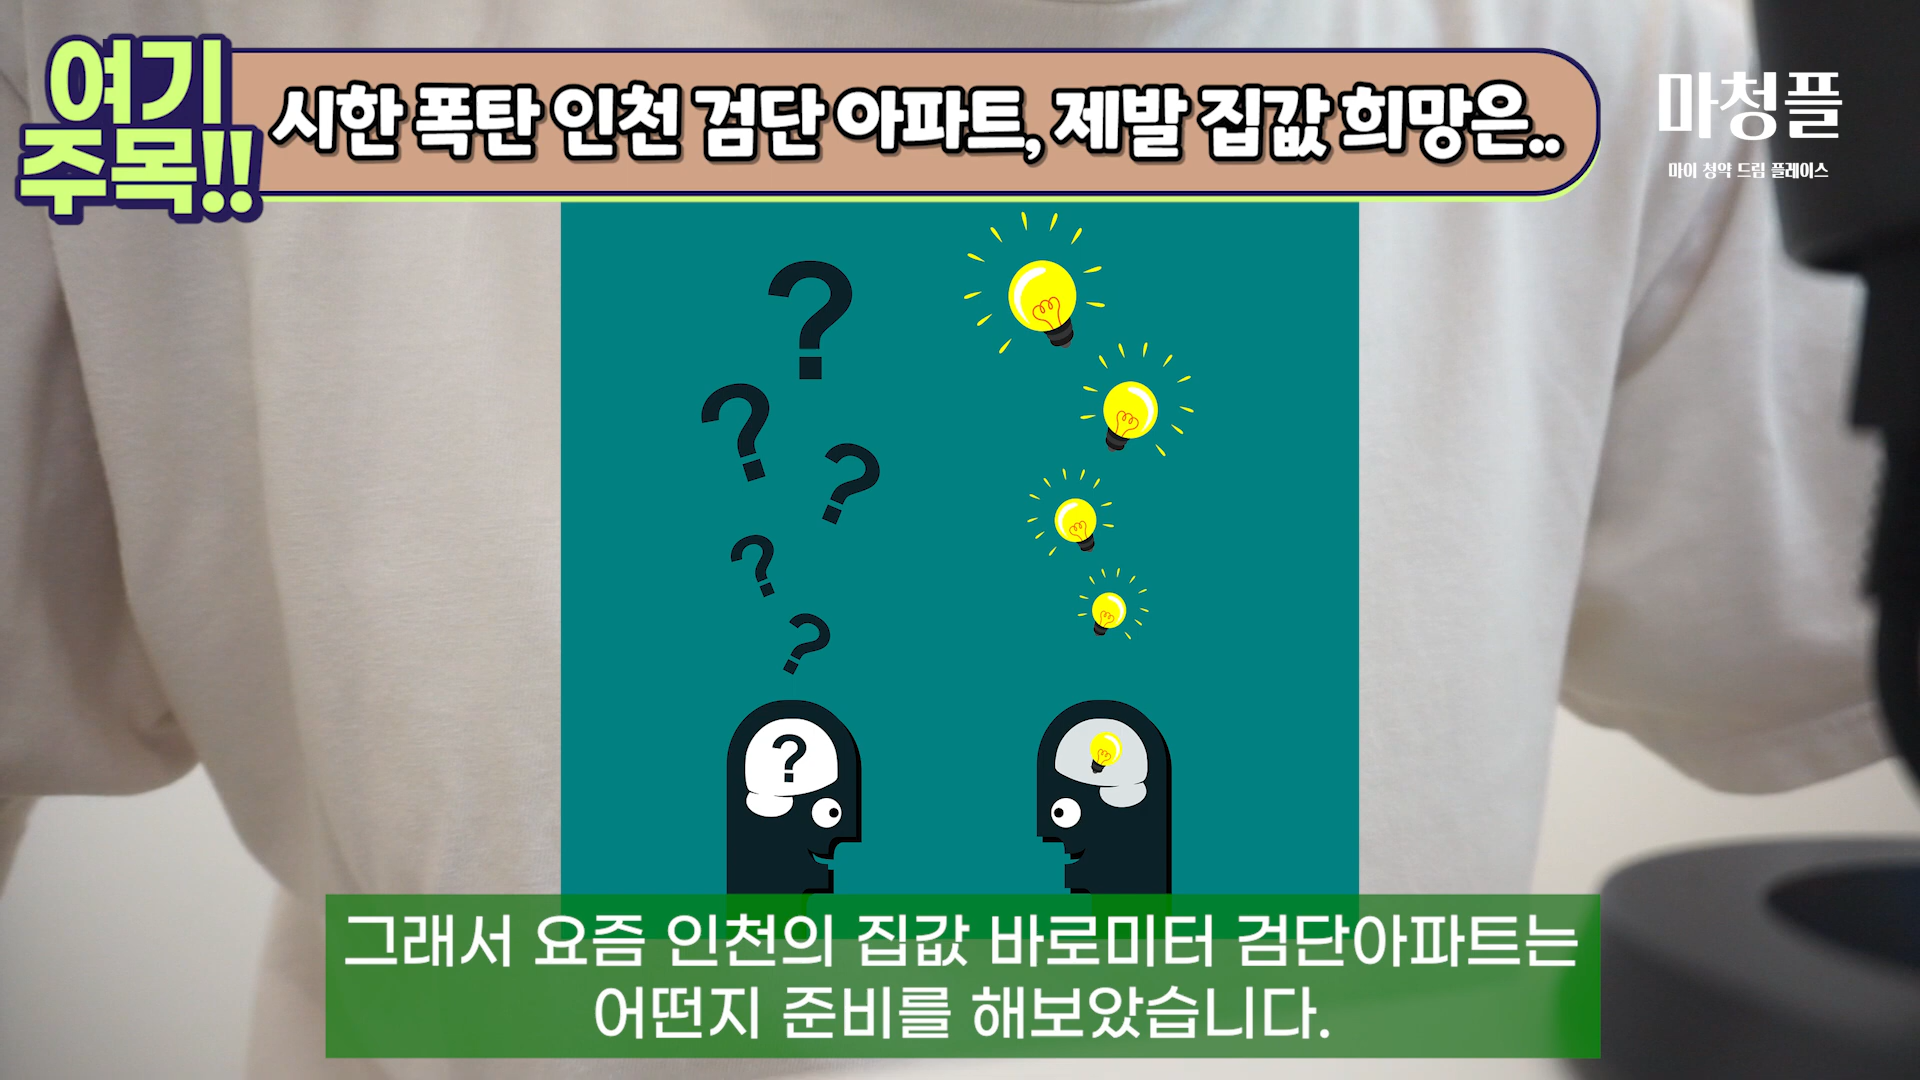 여기
주목!!
시한 폭탄 인천 검단 아파트, 제발 집값 희망은..
마청플
마이 청약 드림 플레이스
?
?
?
?
?
?
그래서 요즘 인천의 집값 바로미터 검단아파트는
어떤지 준비를 해보았습니다.